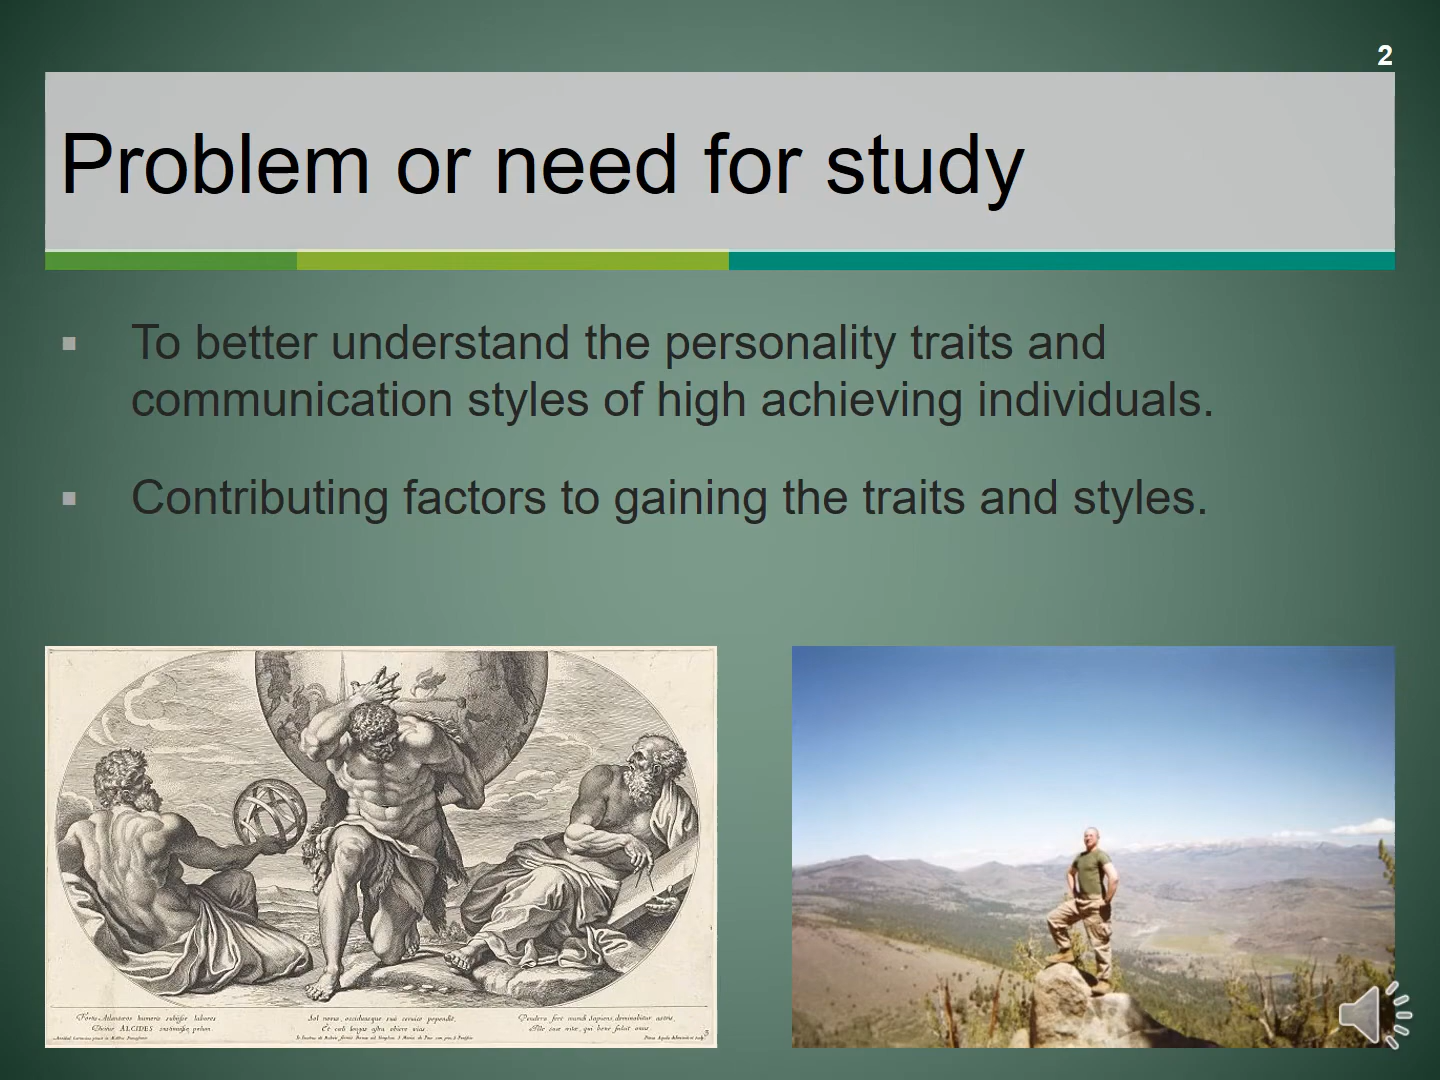 2
Problem or need for study
To better understand the personality traits and
communication styles of high achieving individuals.
Contributing factors to gaining the traits and styles.
ALCIDES